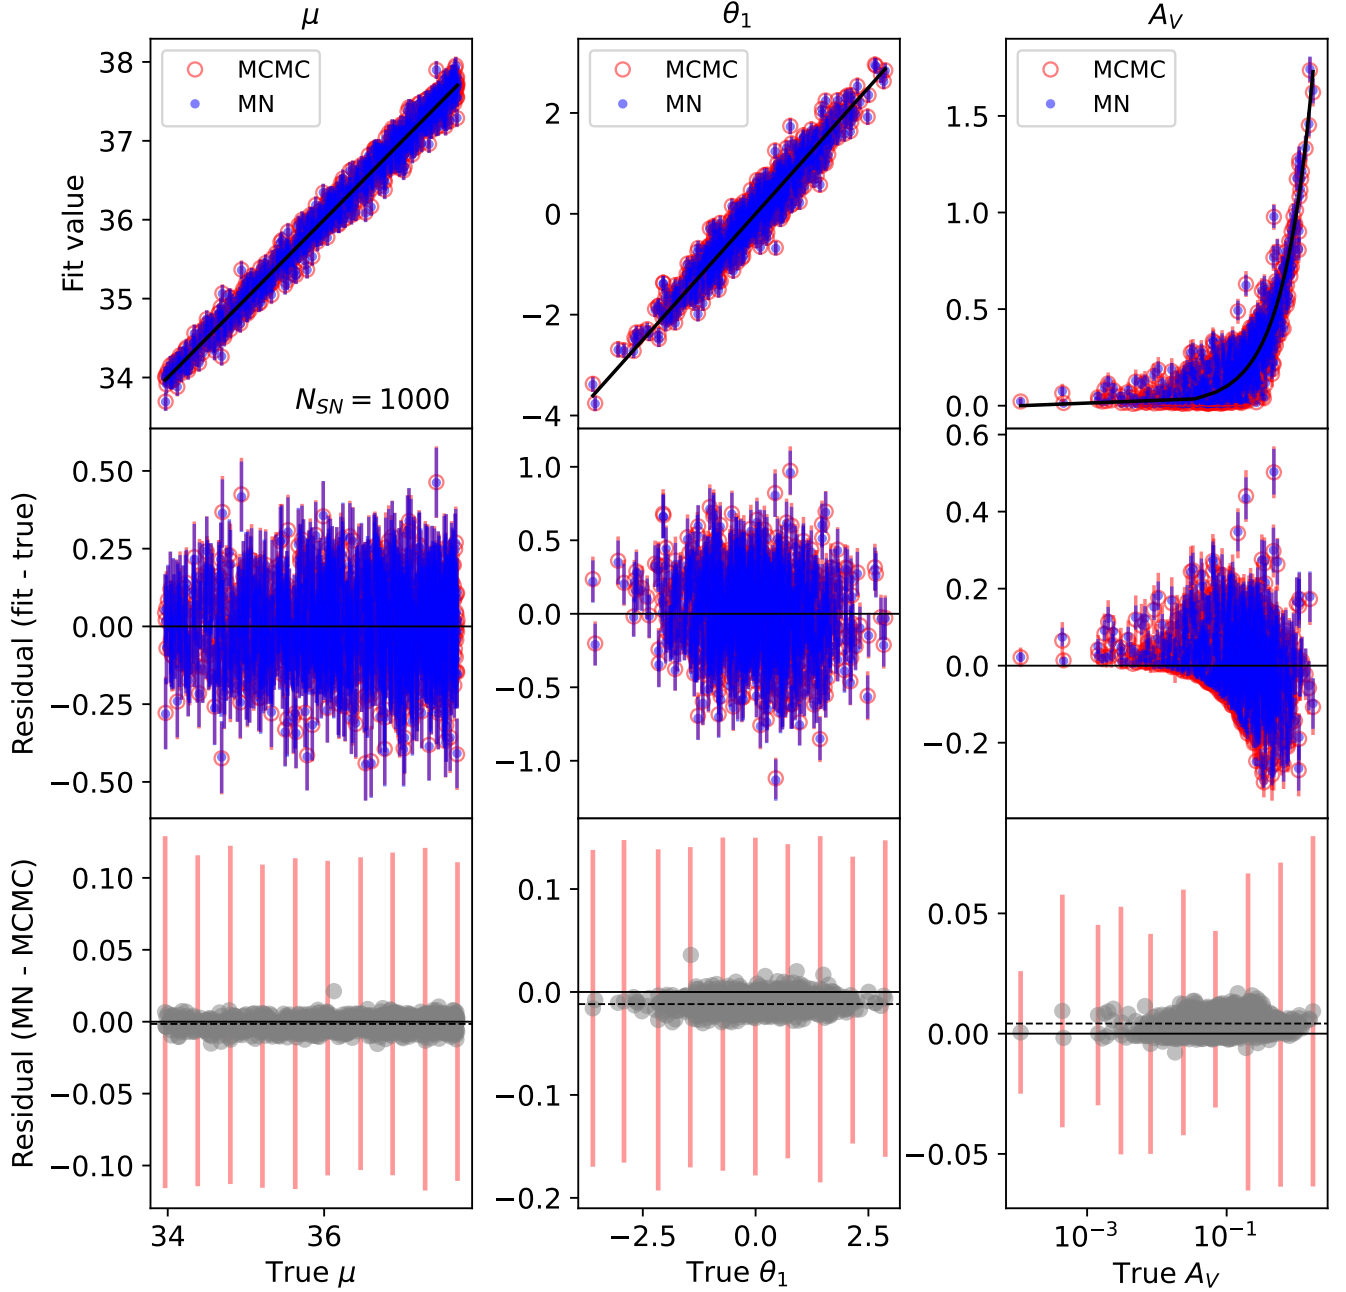 μ
θ₁
A_V
MCMC
MN
MCMC
MN
MCMC
MN
N_SN = 1000
Fit value
38
37
36
35
34
2
0
−2
−4
1.5
1.0
0.5
0.0
Residual (fit - true)
0.50
0.25
0.00
−0.25
−0.50
1.0
0.5
0.0
−0.5
−1.0
0.6
0.4
0.2
0.0
−0.2
Residual (MN - MCMC)
0.10
0.05
0.00
−0.05
−0.10
0.1
0.0
−0.1
−0.2
0.05
0.00
−0.05
34
36
−2.5
0.0
2.5
10⁻³
10⁻¹
True μ
True θ₁
True A_V